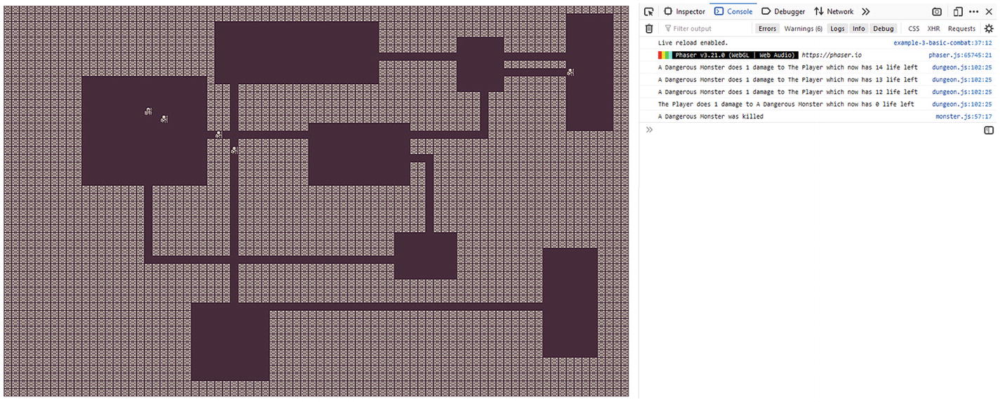 Inspector Console Debugger Network
Filter output Errors Warnings (6) Logs Info Debug CSS XHR Requests
Live reload enabled. example-3-basic-combat:37:12
Phaser v3.21.0 (WebGL | Web Audio) https://phaser.io phaser.js:65745:21
A Dangerous Monster does 1 damage to The Player which now has 14 life left dungeon.js:102:25
A Dangerous Monster does 1 damage to The Player which now has 13 life left dungeon.js:102:25
A Dangerous Monster does 1 damage to The Player which now has 12 life left dungeon.js:102:25
The Player does 1 damage to A Dangerous Monster which now has 0 life left dungeon.js:102:25
A Dangerous Monster was killed monster.js:57:17